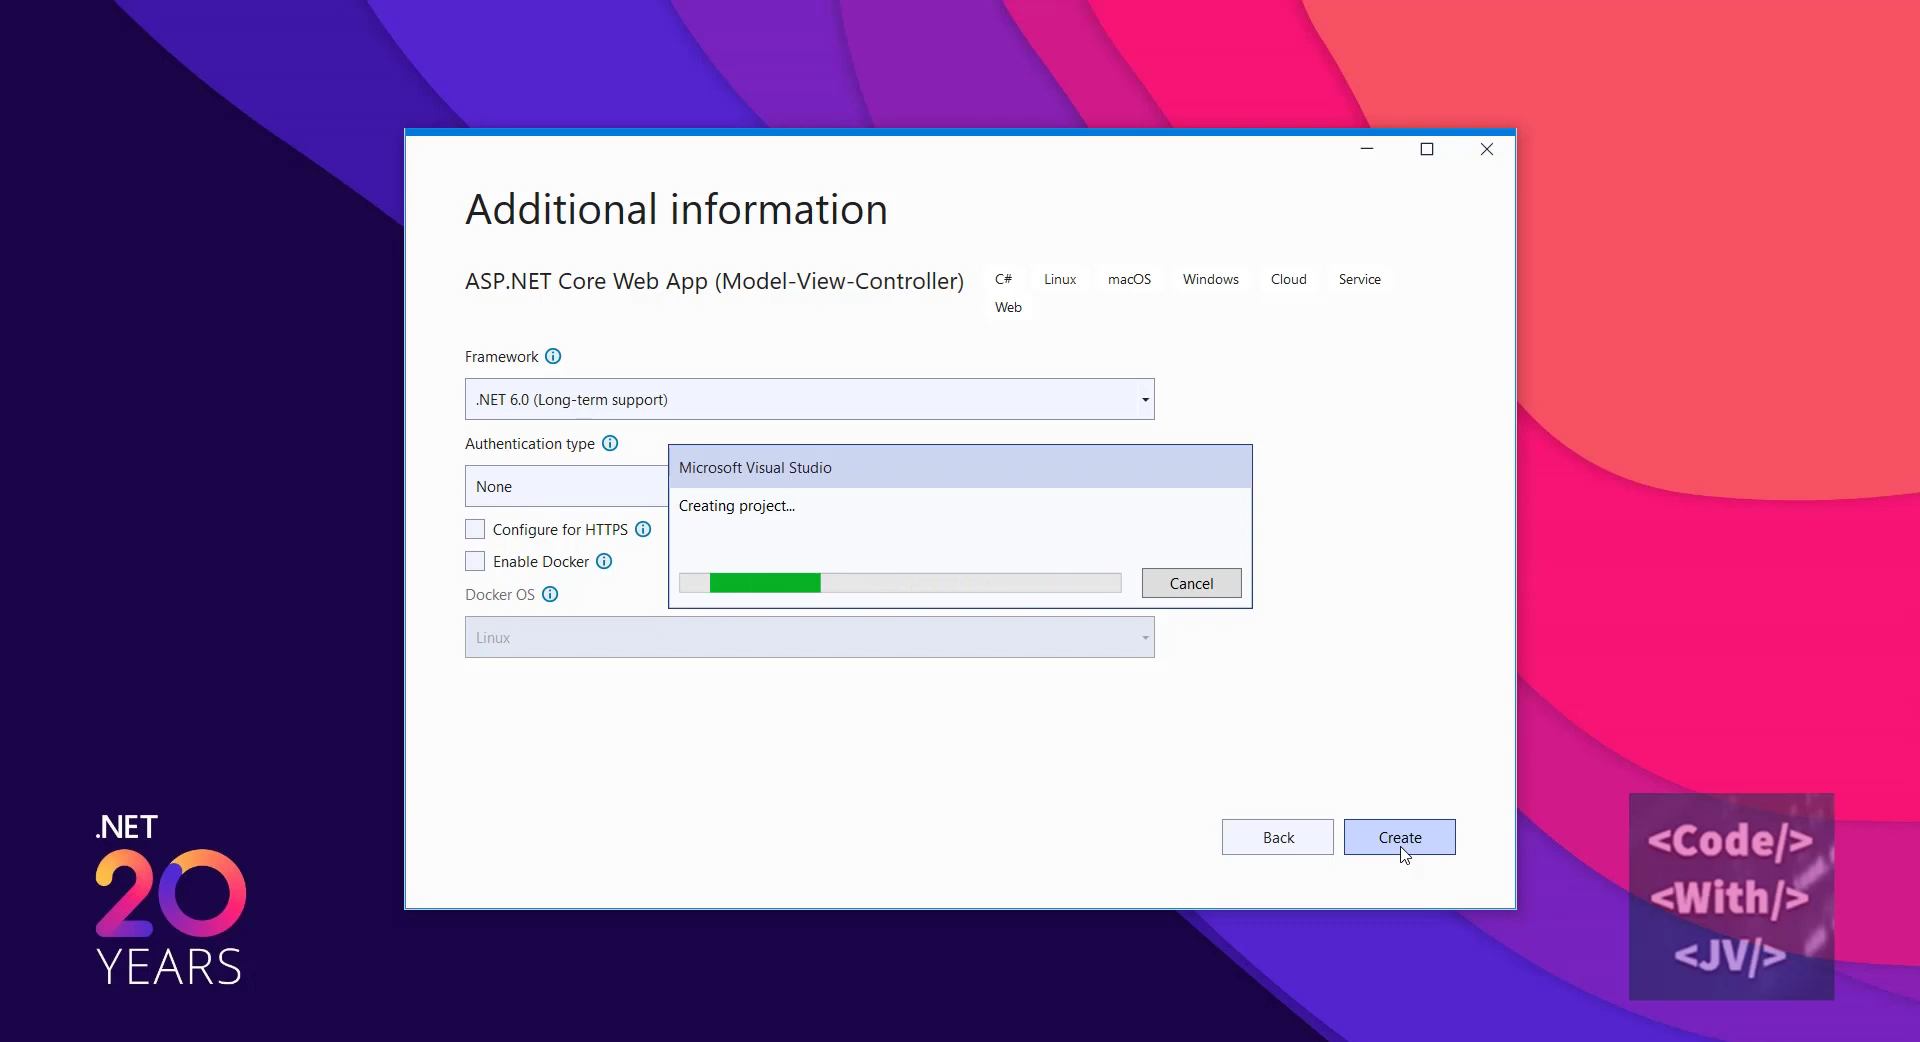 Additional information
ASP.NET Core Web App (Model-View-Controller) C# Linux macOS Windows Cloud Service
Web
Framework
.NET 6.0 (Long-term support)
Authentication type
None
Microsoft Visual Studio
Creating project...
Cancel
Configure for HTTPS
Enable Docker
Docker OS
Linux
Back
Create
.NET
20
YEARS
<Code/>
<With/>
<JV/>